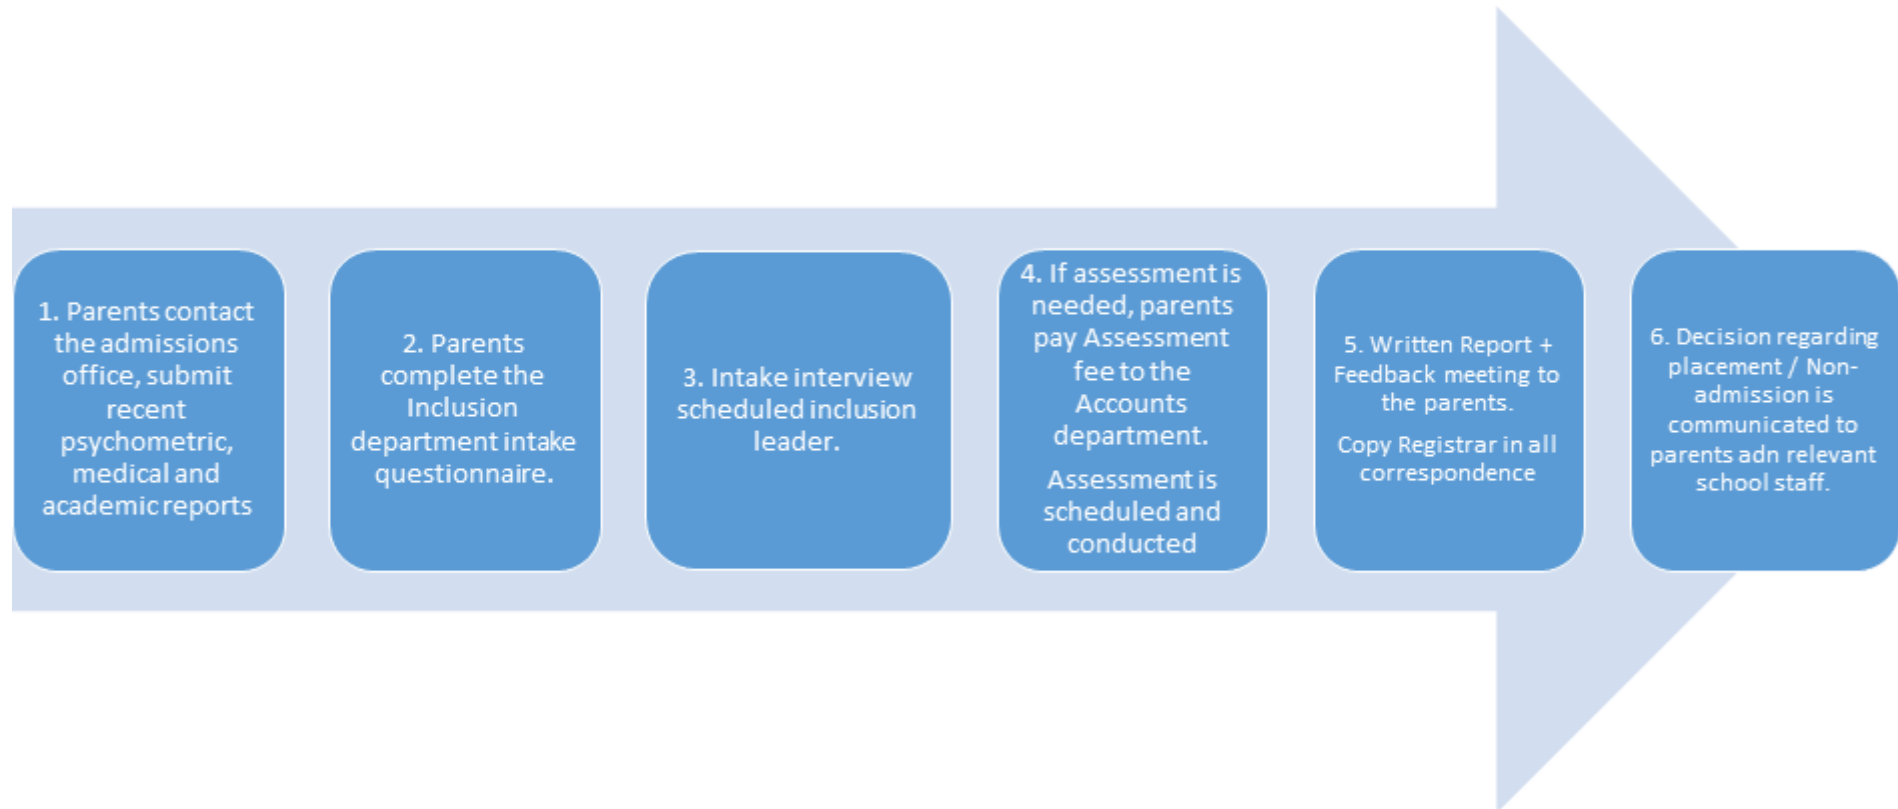 1. Parents contact
the admissions
office, submit
recent
psychometric,
medical and
academic reports
2. Parents
complete the
Inclusion
department intake
questionnaire.
3. Intake interview
scheduled inclusion
leader.
4. If assessment is
needed, parents
pay Assessment
fee to the
Accounts
department.
Assessment is
scheduled and
conducted
5. Written Report +
Feedback meeting to
the parents.
Copy Registrar in all
correspondence
6. Decision regarding
placement / Non-
admission is
communicated to
parents adn relevant
school staff.